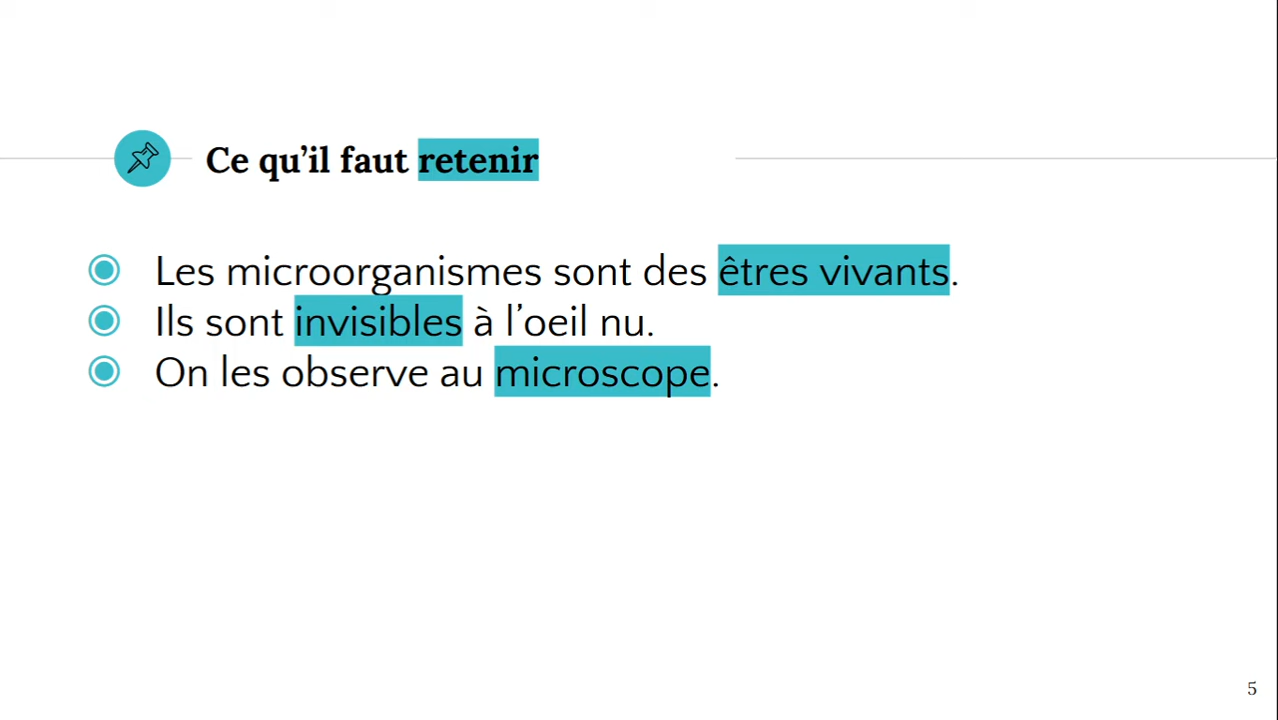 Ce qu’il faut retenir
Les microorganismes sont des êtres vivants.
Ils sont invisibles à l’oeil nu.
On les observe au microscope.
5